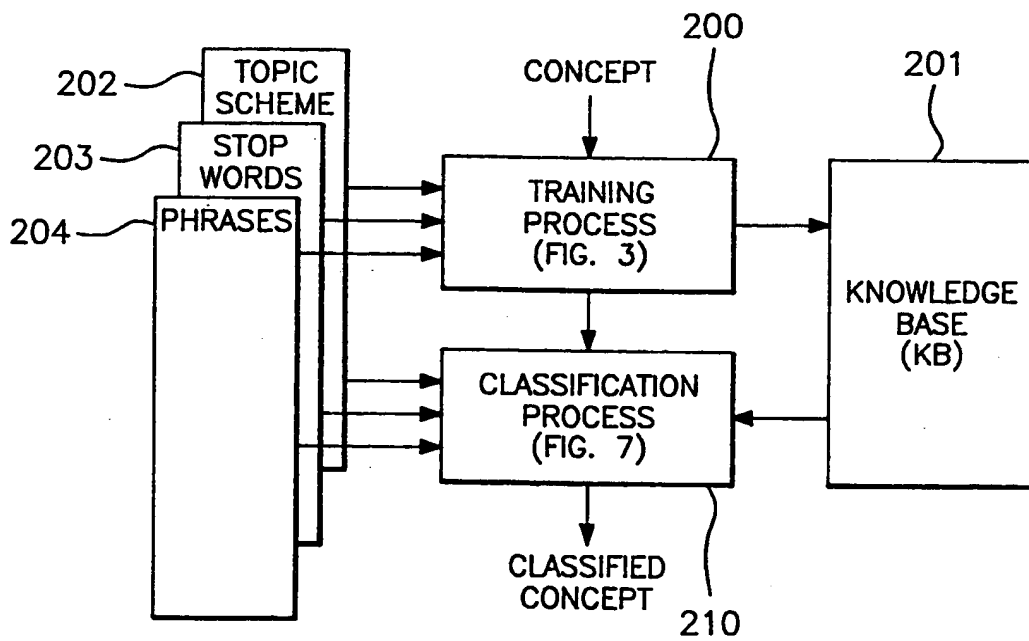 200
201
202
203
204
TOPIC
SCHEME
STOP
WORDS
PHRASES
CONCEPT
TRAINING
PROCESS
(FIG. 3)
KNOWLEDGE
BASE
(KB)
CLASSIFICATION
PROCESS
(FIG. 7)
CLASSIFIED
CONCEPT
210